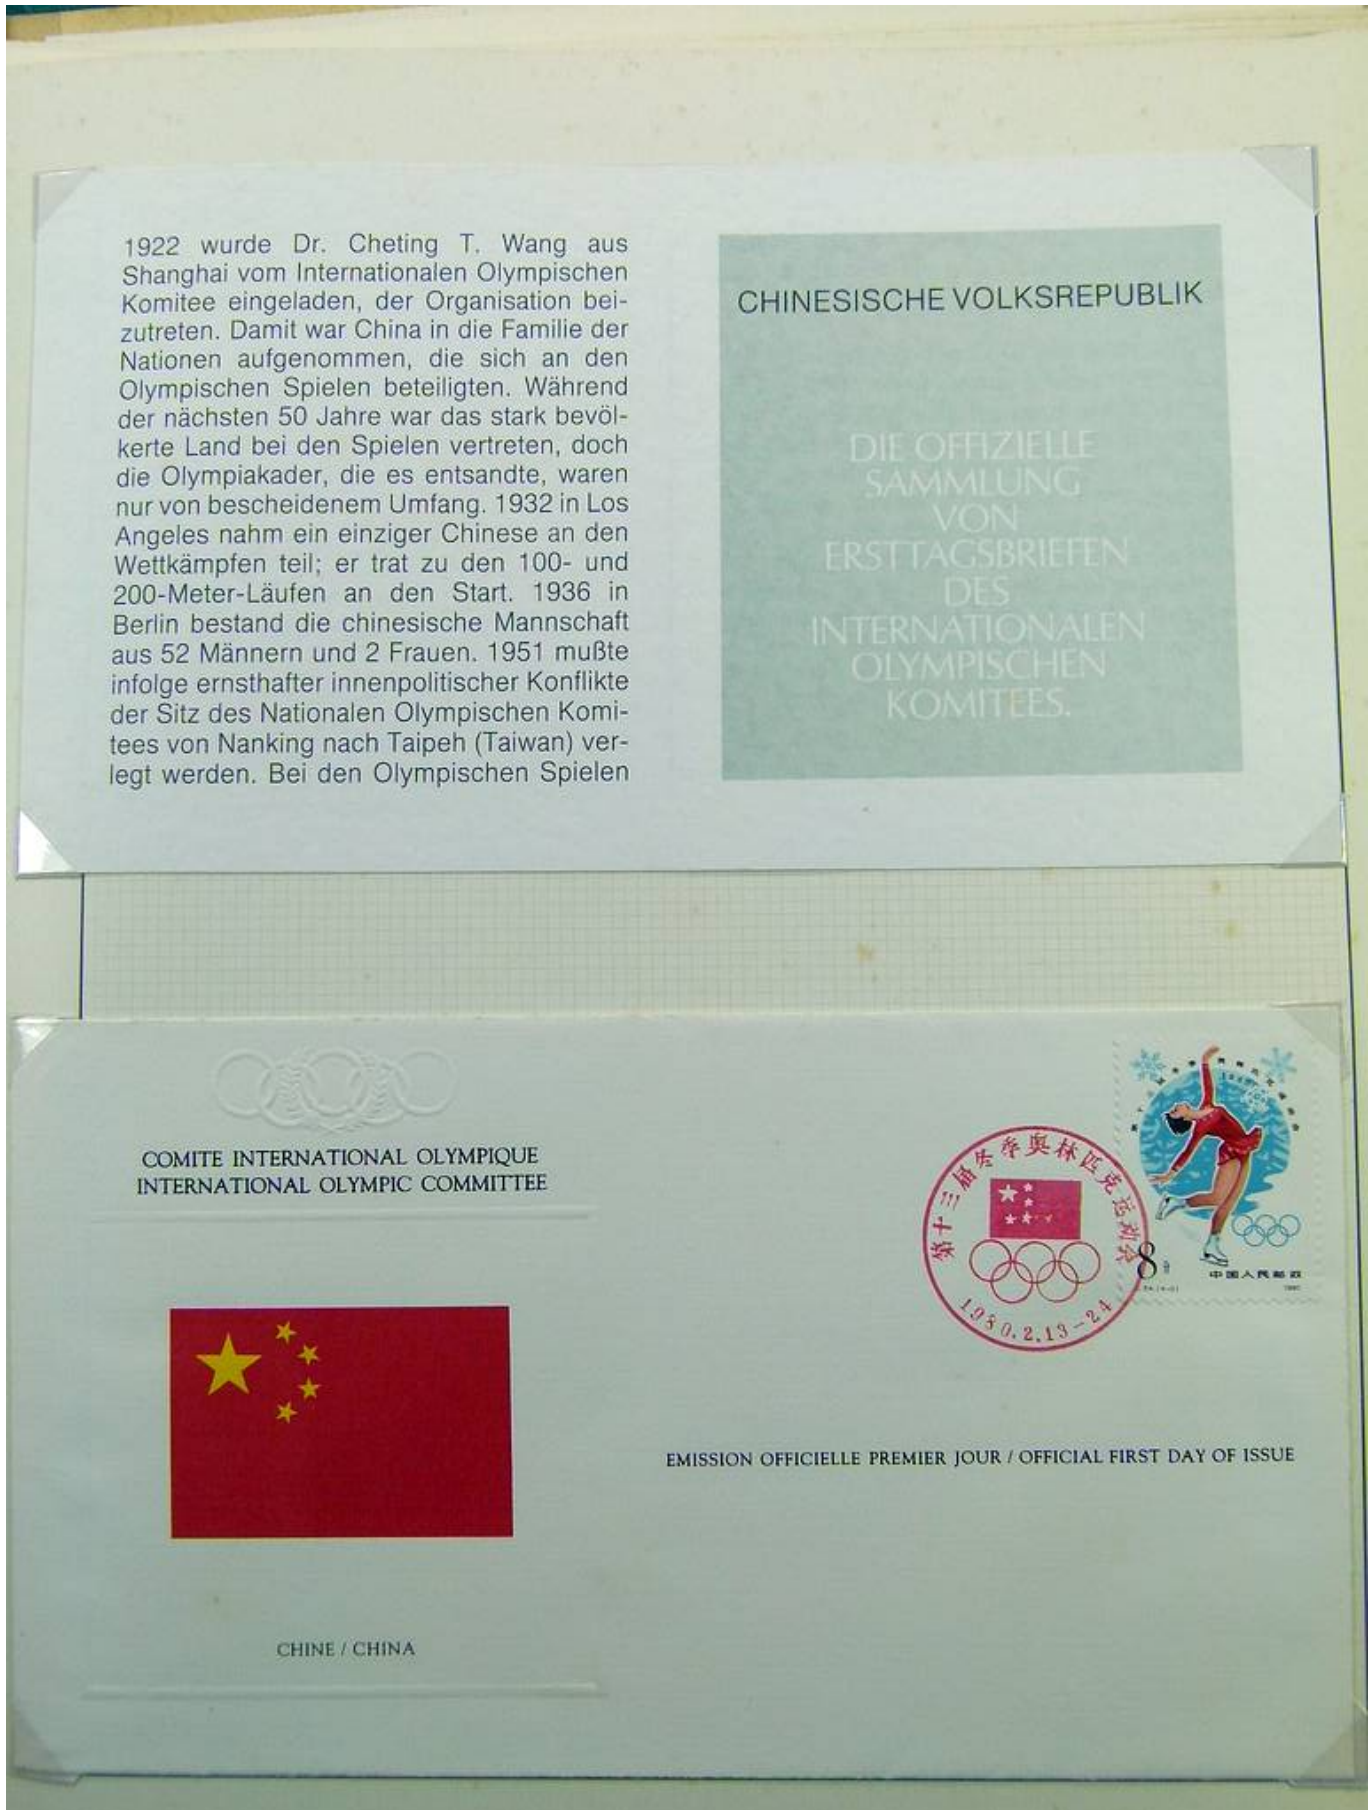 1922 wurde Dr. Cheting T. Wang aus
Shanghai vom Internationalen Olympischen
Komitee eingeladen, der Organisation bei-
zutreten. Damit war China in die Familie der
Nationen aufgenommen, die sich an den
Olympischen Spielen beteiligten. Während
der nächsten 50 Jahre war das stark bevöl-
kerte Land bei den Spielen vertreten, doch
die Olympiakader, die es entsandte, waren
nur von bescheidenem Umfang. 1932 in Los
Angeles nahm ein einziger Chinese an den
Wettkämpfen teil; er trat zu den 100- und
200-Meter-Läufen an den Start. 1936 in
Berlin bestand die chinesische Mannschaft
aus 52 Männern und 2 Frauen. 1951 mußte
infolge ernsthafter innenpolitischer Konflikte
der Sitz des Nationalen Olympischen Komi-
tees von Nanking nach Taipeh (Taiwan) ver-
legt werden. Bei den Olympischen Spielen
CHINESISCHE VOLKSREPUBLIK
DIE OFFIZIELLE
SAMMLUNG
VON
ERSTTAGSBRIEFEN
DES
INTERNATIONALEN
OLYMPISCHEN
KOMITEES.
COMITE INTERNATIONAL OLYMPIQUE
INTERNATIONAL OLYMPIC COMMITTEE
CHINE / CHINA
第十三届冬季奥林匹克运动会
1980.2.13-24
8
中国人民邮政
EMISSION OFFICIELLE PREMIER JOUR / OFFICIAL FIRST DAY OF ISSUE